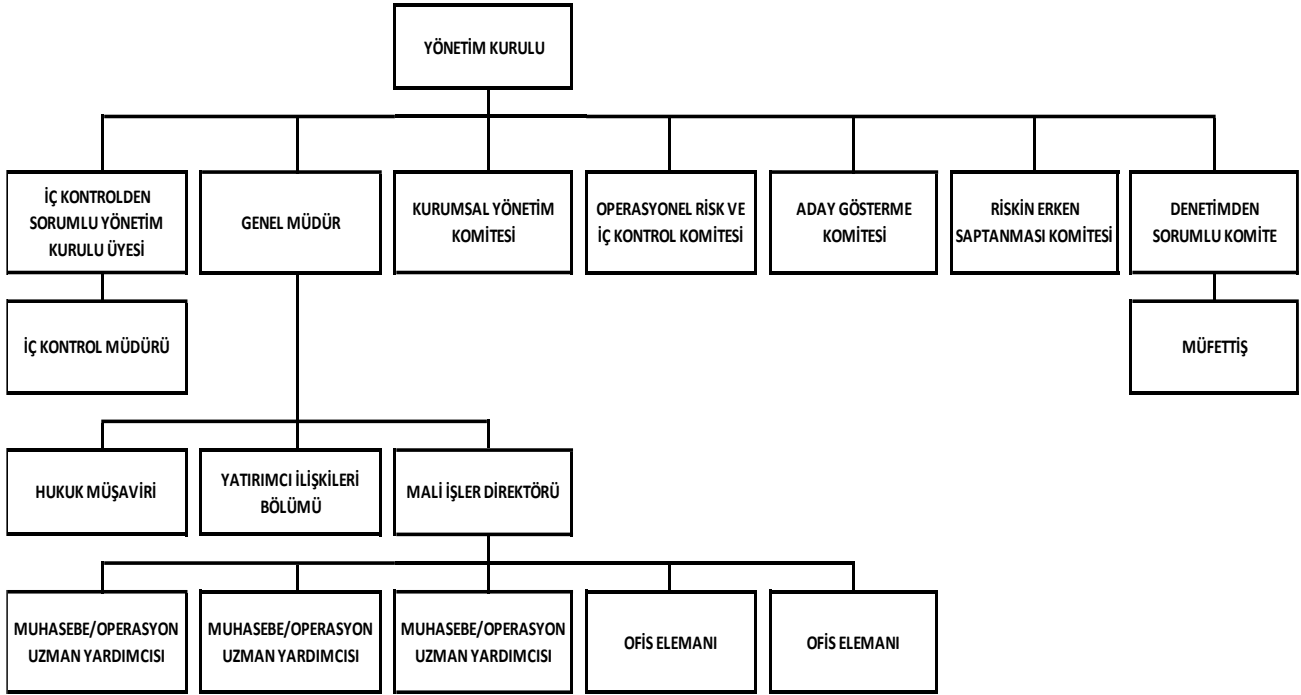 YÖNETİM KURULU
İÇ KONTROLDEN
SORUMLU YÖNETİM
KURULU ÜYESİ
GENEL MÜDÜR
KURUMSAL YÖNETİM
KOMİTESİ
OPERASYONEL RİSK VE
İÇ KONTROL KOMİTESİ
ADAY GÖSTERME
KOMİTESİ
RİSKİN ERKEN
SAPTANMASI KOMİTESİ
DENETİMDEN
SORUMLU KOMİTE
İÇ KONTROL MÜDÜRÜ
MÜFETTİŞ
HUKUK MÜŞAVİRİ
YATIRIMCI İLİŞKİLERİ
BÖLÜMÜ
MALİ İŞLER DİREKTÖRÜ
MUHASEBE/OPERASYON
UZMAN YARDIMCISI
MUHASEBE/OPERASYON
UZMAN YARDIMCISI
MUHASEBE/OPERASYON
UZMAN YARDIMCISI
OFİS ELEMANI
OFİS ELEMANI